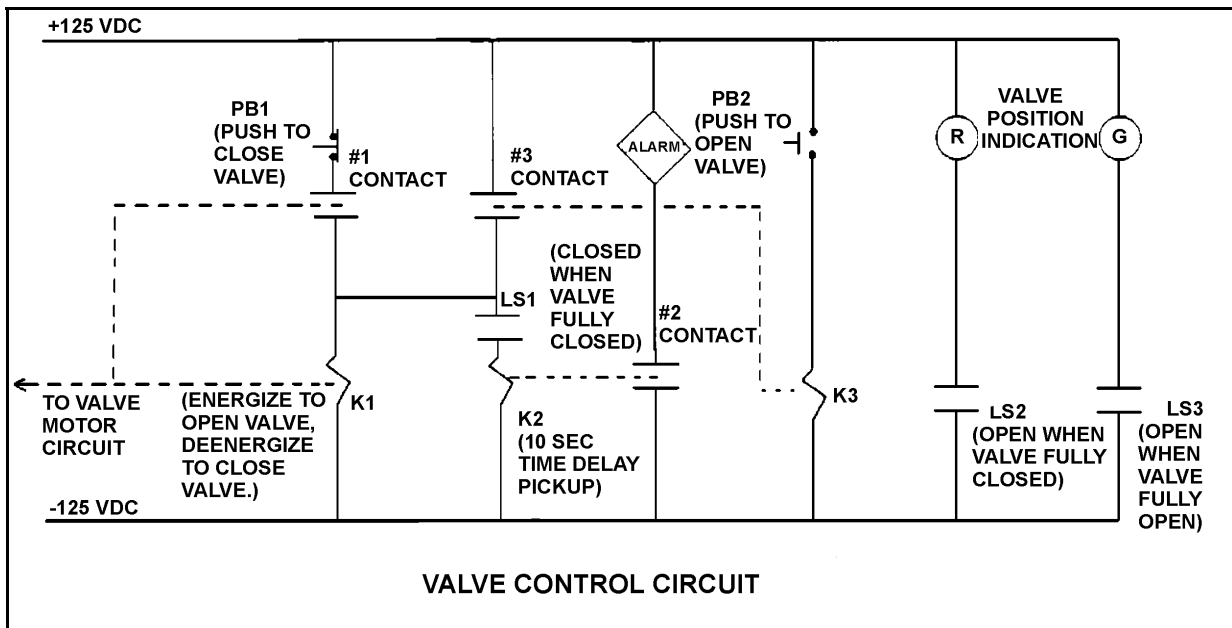 +125 VDC
PB1
(PUSH TO
CLOSE
VALVE)
#1
CONTACT
#3
CONTACT
ALARM
PB2
(PUSH TO
OPEN
VALVE)
R
VALVE
POSITION
INDICATION
G
(CLOSED
WHEN
VALVE
FULLY
CLOSED)
LS1
#2
CONTACT
TO VALVE
MOTOR
CIRCUIT
(ENERGIZE TO
OPEN VALVE,
DEENERGIZE
TO CLOSE
VALVE.)
K1
K2
(10 SEC
TIME DELAY
PICKUP)
K3
LS2
(OPEN WHEN
VALVE FULLY
CLOSED)
LS3
(OPEN
WHEN
VALVE
FULLY
OPEN)
-125 VDC
VALVE CONTROL CIRCUIT